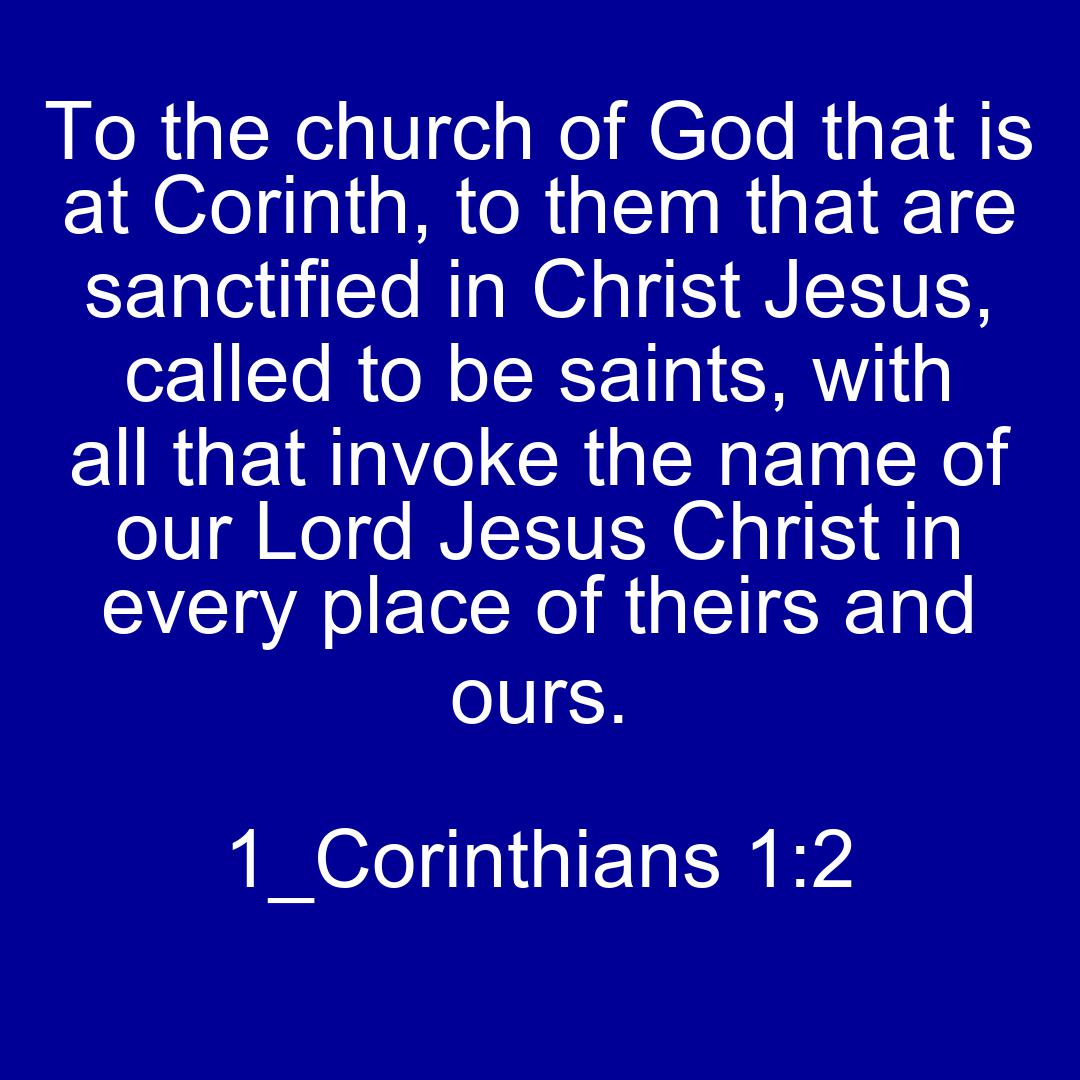 To the church of God that is
at Corinth, to them that are
sanctified in Christ Jesus,
called to be saints, with
all that invoke the name of
our Lord Jesus Christ in
every place of theirs and
ours.
1_Corinthians 1:2